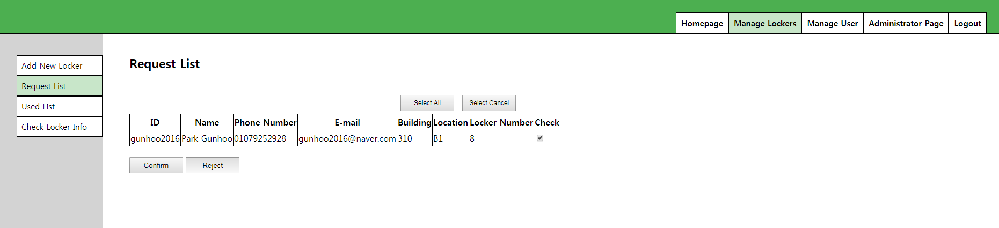 Homepage Manage Lockers Manage User Administrator Page Logout
Add New Locker
Request List
Used List
Check Locker Info
Request List
Select All Select Cancel
ID Name Phone Number E-mail Building Location Locker Number Check
gunhoo2016 Park Gunhoo 01079252928 gunhoo2016@naver.com 310 B1 8
Confirm Reject